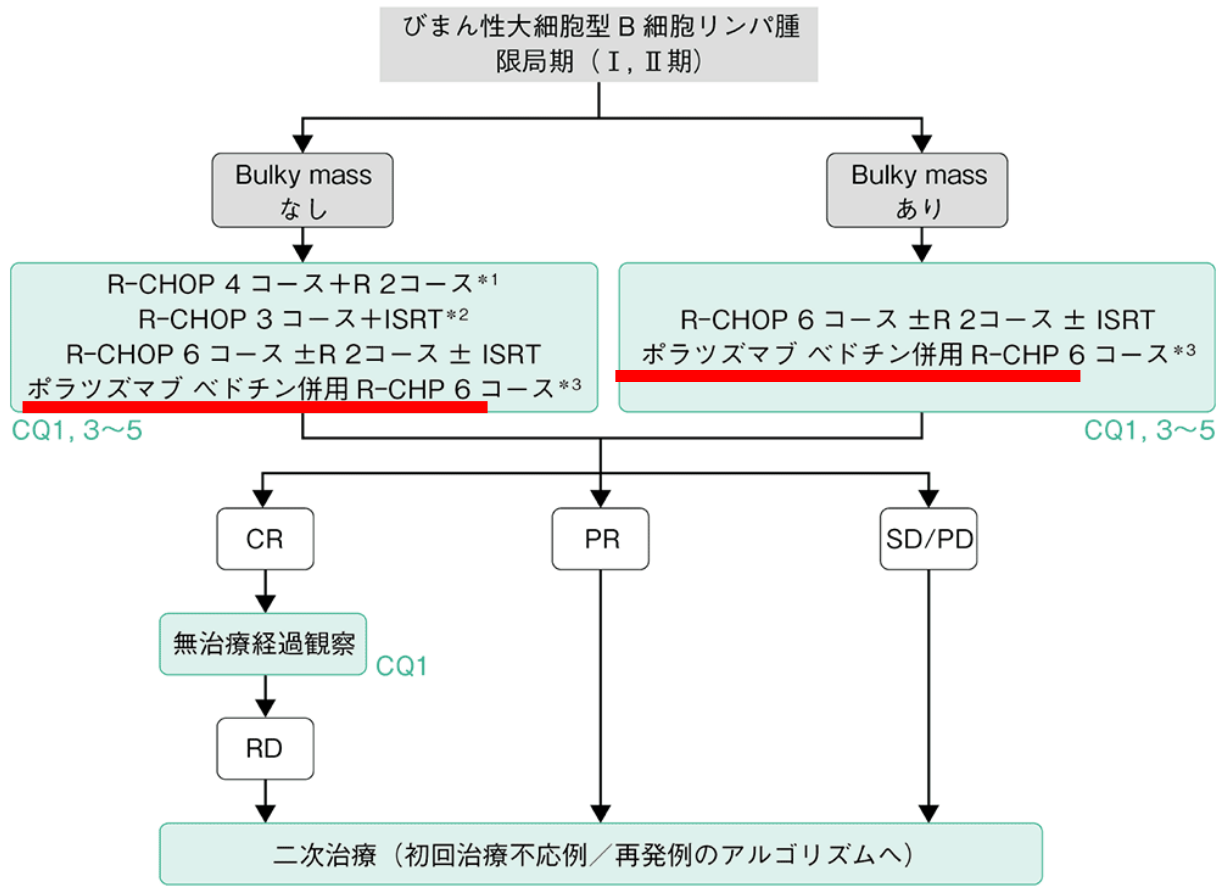 びまん性大細胞型 B 細胞リンパ腫
限局期（Ⅰ, Ⅱ期）
Bulky mass
なし
Bulky mass
あり
R-CHOP 4 コース＋R 2コース*1
R-CHOP 3 コース＋ISRT*2
R-CHOP 6 コース ±R 2コース ± ISRT
ポラツズマブ ベドチン併用 R-CHP 6 コース*3
CQ1, 3〜5
R-CHOP 6 コース ±R 2コース ± ISRT
ポラツズマブ ベドチン併用 R-CHP 6 コース*3
CQ1, 3〜5
CR
PR
SD/PD
無治療経過観察
CQ1
RD
二次治療（初回治療不応例／再発例のアルゴリズムへ）